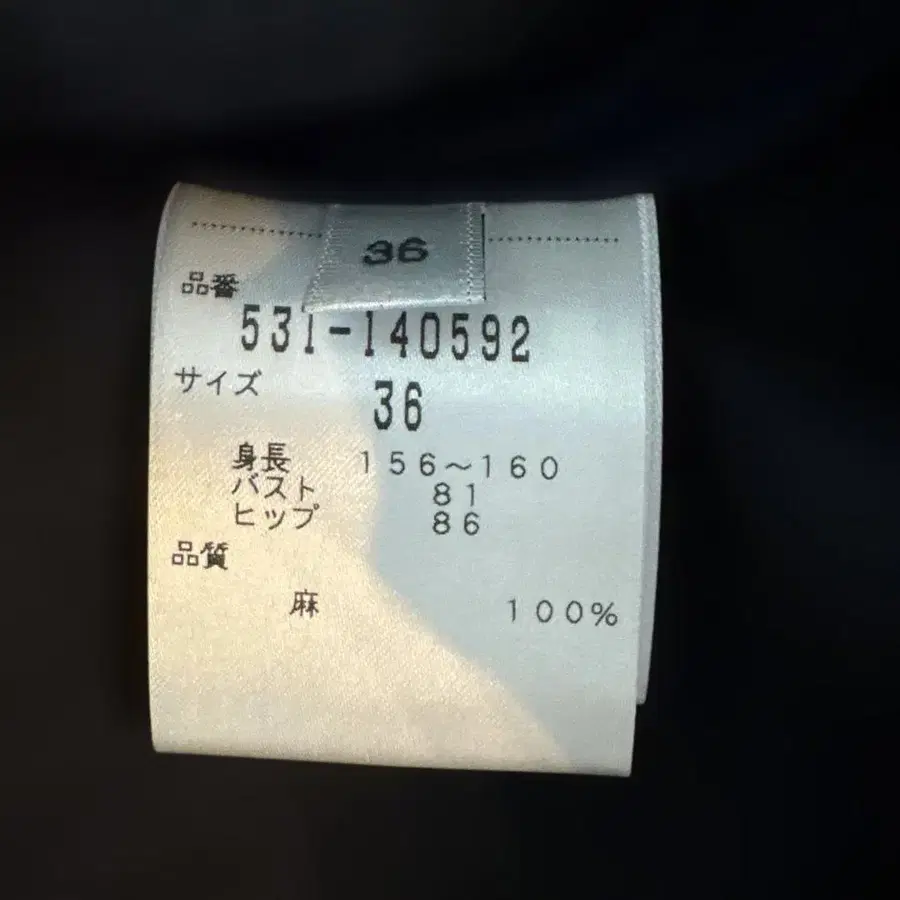 36
品番
531-140592
サイズ 36
身長 156～160
バスト 81
ヒップ 86
品質
麻 100%